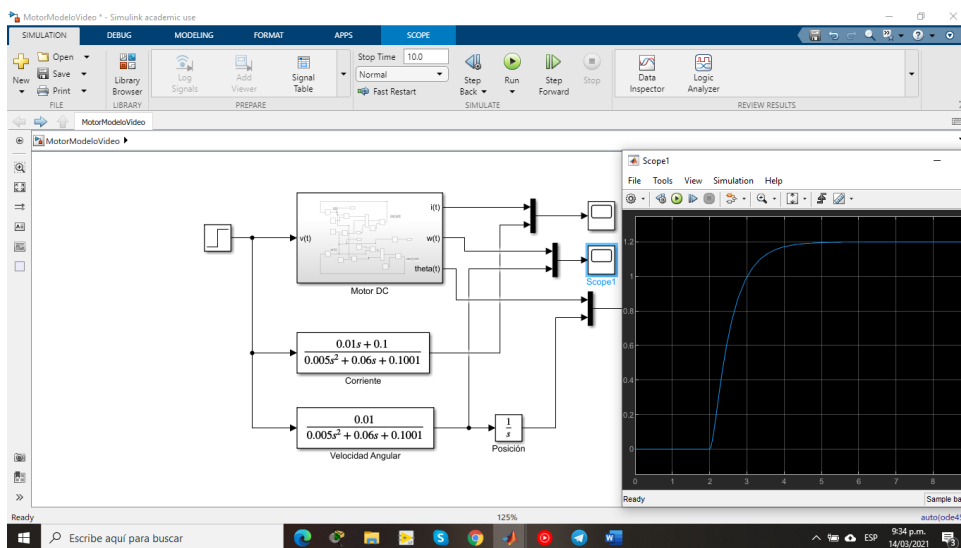 MotorModeloVideo * - Simulink academic use
SIMULATION DEBUG MODELING FORMAT APPS SCOPE
New
Open
Save
Print
FILE
Library Browser
LIBRARY
Log Signals
Add Viewer
Signal Table
PREPARE
Stop Time 10.0
Normal
Fast Restart
Step Back
Run
Step Forward
Stop
SIMULATE
Data Inspector
Logic Analyzer
REVIEW RESULTS
MotorModeloVideo
MotorModeloVideo
v(t)
i(t)
w(t)
theta(t)
Motor DC
Scope1
0.01s + 0.1
0.005s² + 0.06s + 0.1001
Corriente
0.01
0.005s² + 0.06s + 0.1001
Velocidad Angular
1
s
Posición
Scope1
File Tools View Simulation Help
1.2
1
0.8
0.6
0.4
0.2
0
0 1 2 3 4 5 6 7 8
Ready Sample ba
Ready 125% auto(ode45
Escribe aquí para buscar
ESP
9:34 p.m.
14/03/2021
3